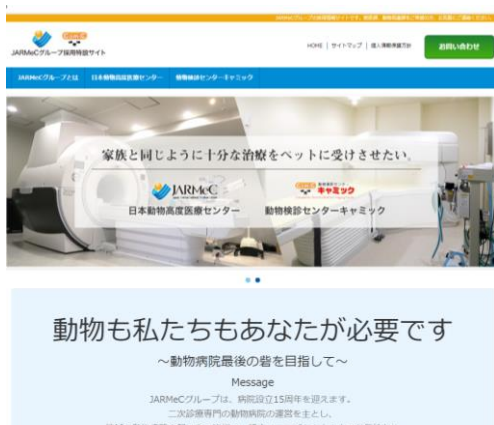 JARMeCグループ採用特設サイト
HOME | サイトマップ | 個人情報保護方針
お問い合わせ
JARMeCグループとは 日本動物高度医療センター 動物検診センターキャミック
家族と同じように十分な治療をペットに受けさせたい。
JARMeC
キャミック
日本動物高度医療センター 動物検診センターキャミック
動物も私たちもあなたが必要です
～動物病院最後の砦を目指して～
Message
JARMeCグループは、病院設立15周年を迎えます。
二次診療専門の動物病院の運営を主とし、